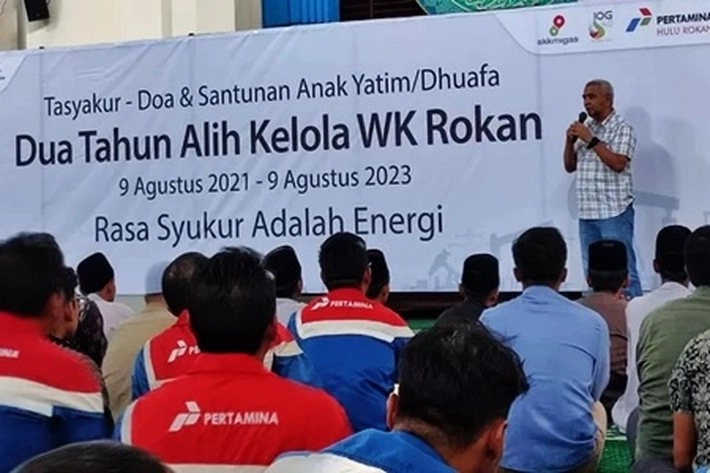 skkmigas
IOG
PERTAMINA
HULU ROKAN
Tasyakur - Doa & Santunan Anak Yatim/Dhuafa
Dua Tahun Alih Kelola WK Rokan
9 Agustus 2021 - 9 Agustus 2023
Rasa Syukur Adalah Energi
PERTAMINA
PERTAMINA